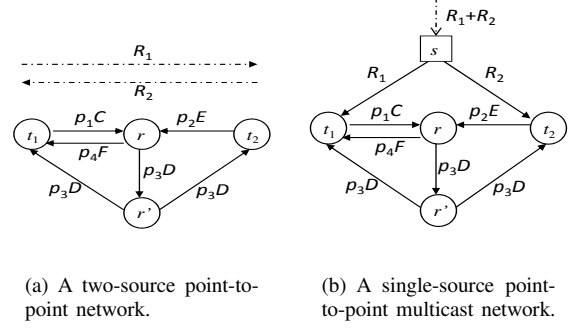 R1+R2
s
R1
R2
R1
R2
t1
p1C
r
p2E
t2
p4F
p3D
p3D
p3D
r'
t1
p1C
r
p2E
t2
p4F
p3D
p3D
p3D
r'
(a) A two-source point-to-
point network.
(b) A single-source point-
to-point multicast network.